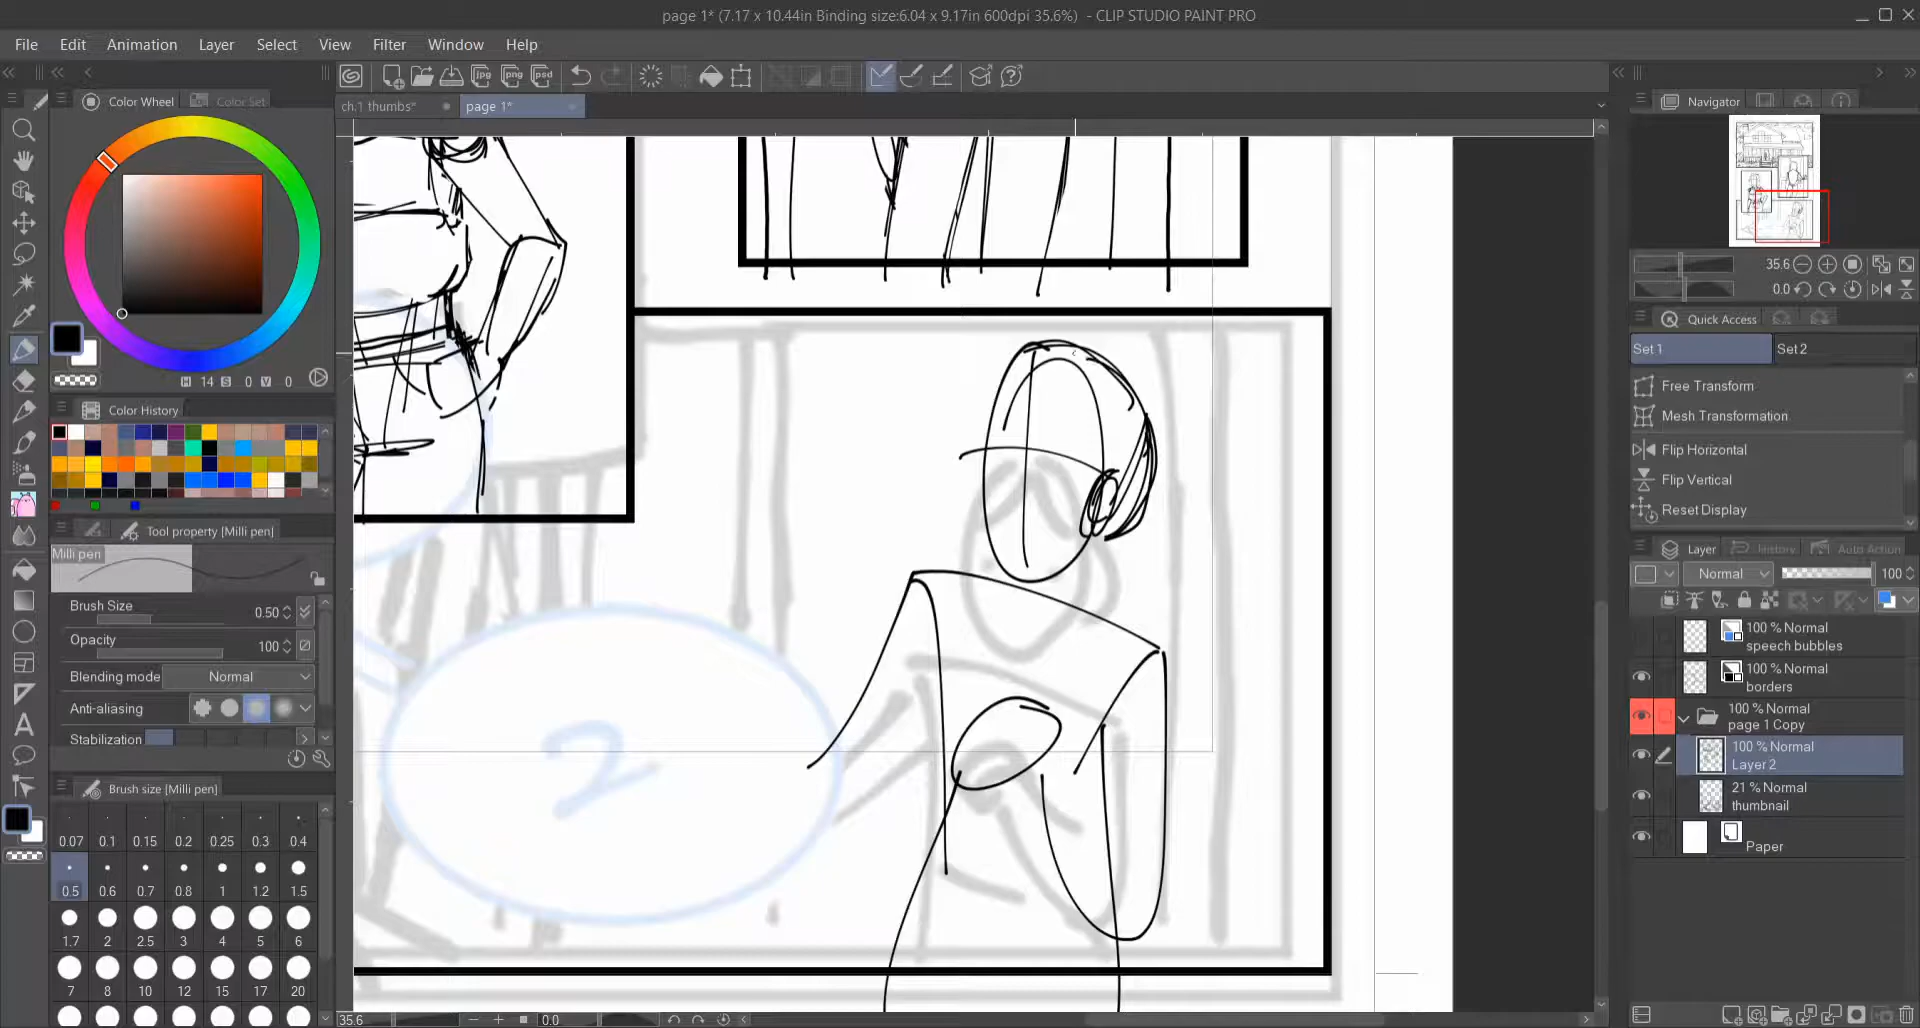 page 1* (7.17 x 10.44in Binding size:6.04 x 9.17in 600dpi 35.6%) - CLIP STUDIO PAINT PRO
File Edit Animation Layer Select View Filter Window Help
jpg png psd
ch.1 thumbs* page 1*
Color Wheel Color Set
H 14 S 0 V 0
Color History
Tool property [Milli pen]
Milli pen
Brush Size 0.50
Opacity 100
Blending mode Normal
Anti-aliasing
Stabilization
Brush size [Milli pen]
0.07 0.1 0.15 0.2 0.25 0.3 0.4
0.5 0.6 0.7 0.8 1 1.2 1.5
1.7 2 2.5 3 4 5 6
7 8 10 12 15 17 20
2
35.6 0.0
Navigator
35.6
0.0
Quick Access
Set 1 Set 2
Free Transform
Mesh Transformation
Flip Horizontal
Flip Vertical
Reset Display
Layer History Auto Action
Normal 100
100 % Normal
speech bubbles
100 % Normal
borders
100 % Normal
page 1 Copy
100 % Normal
Layer 2
21 % Normal
thumbnail
Paper